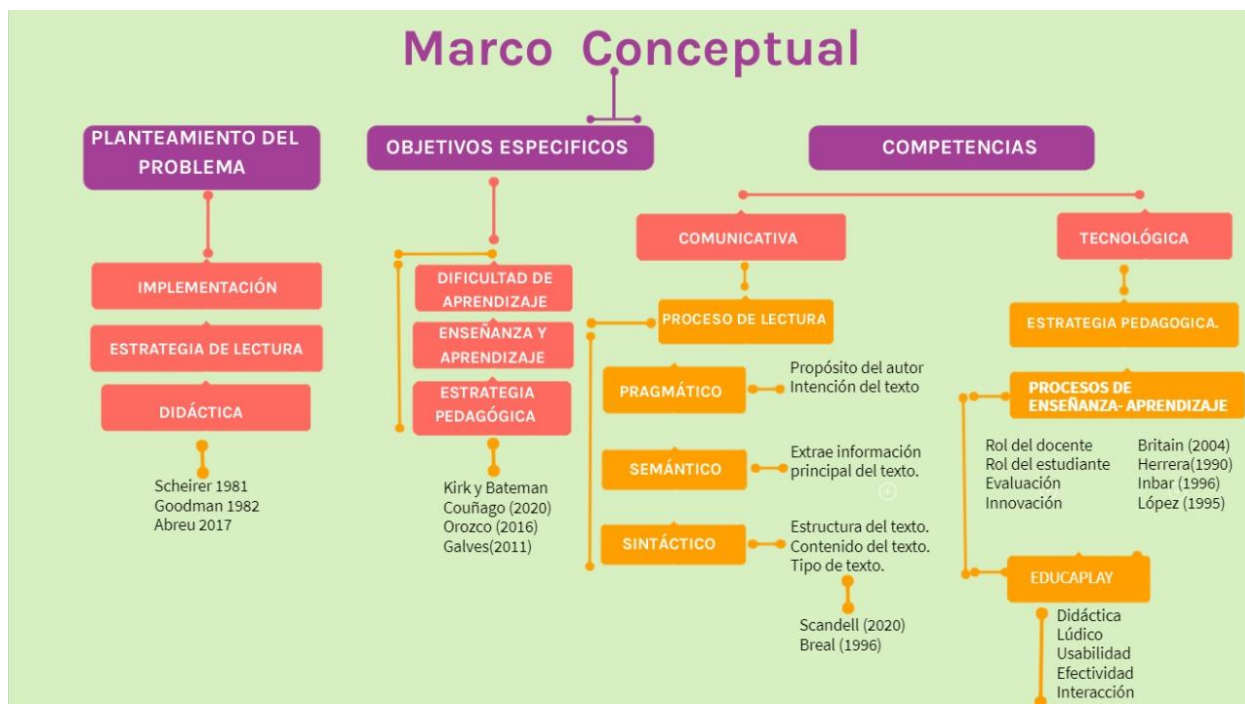 Marco Conceptual
PLANTEAMIENTO DEL
PROBLEMA
IMPLEMENTACIÓN
ESTRATEGIA DE LECTURA
DIDÁCTICA
Scheirer 1981
Goodman 1982
Abreu 2017
OBJETIVOS ESPECIFICOS
DIFICULTAD DE
APRENDIZAJE
ENSEÑANZA Y
APRENDIZAJE
ESTRATEGIA
PEDAGÓGICA
Kirk y Bateman
Couñago (2020)
Orozco (2016)
Galves(2011)
COMPETENCIAS
COMUNICATIVA
PROCESO DE LECTURA
PRAGMÁTICO
Propósito del autor
Intención del texto
SEMÁNTICO
Extrae información
principal del texto.
SINTÁCTICO
Estructura del texto.
Contenido del texto.
Tipo de texto.
Scandell (2020)
Breal (1996)
TECNOLÓGICA
ESTRATEGIA PEDAGOGICA.
PROCESOS DE
ENSEÑANZA- APRENDIZAJE
Rol del docente
Rol del estudiante
Evaluación
Innovación
Britain (2004)
Herrera(1990)
Inbar (1996)
López (1995)
EDUCAPLAY
Didáctica
Lúdico
Usabilidad
Efectividad
Interacción